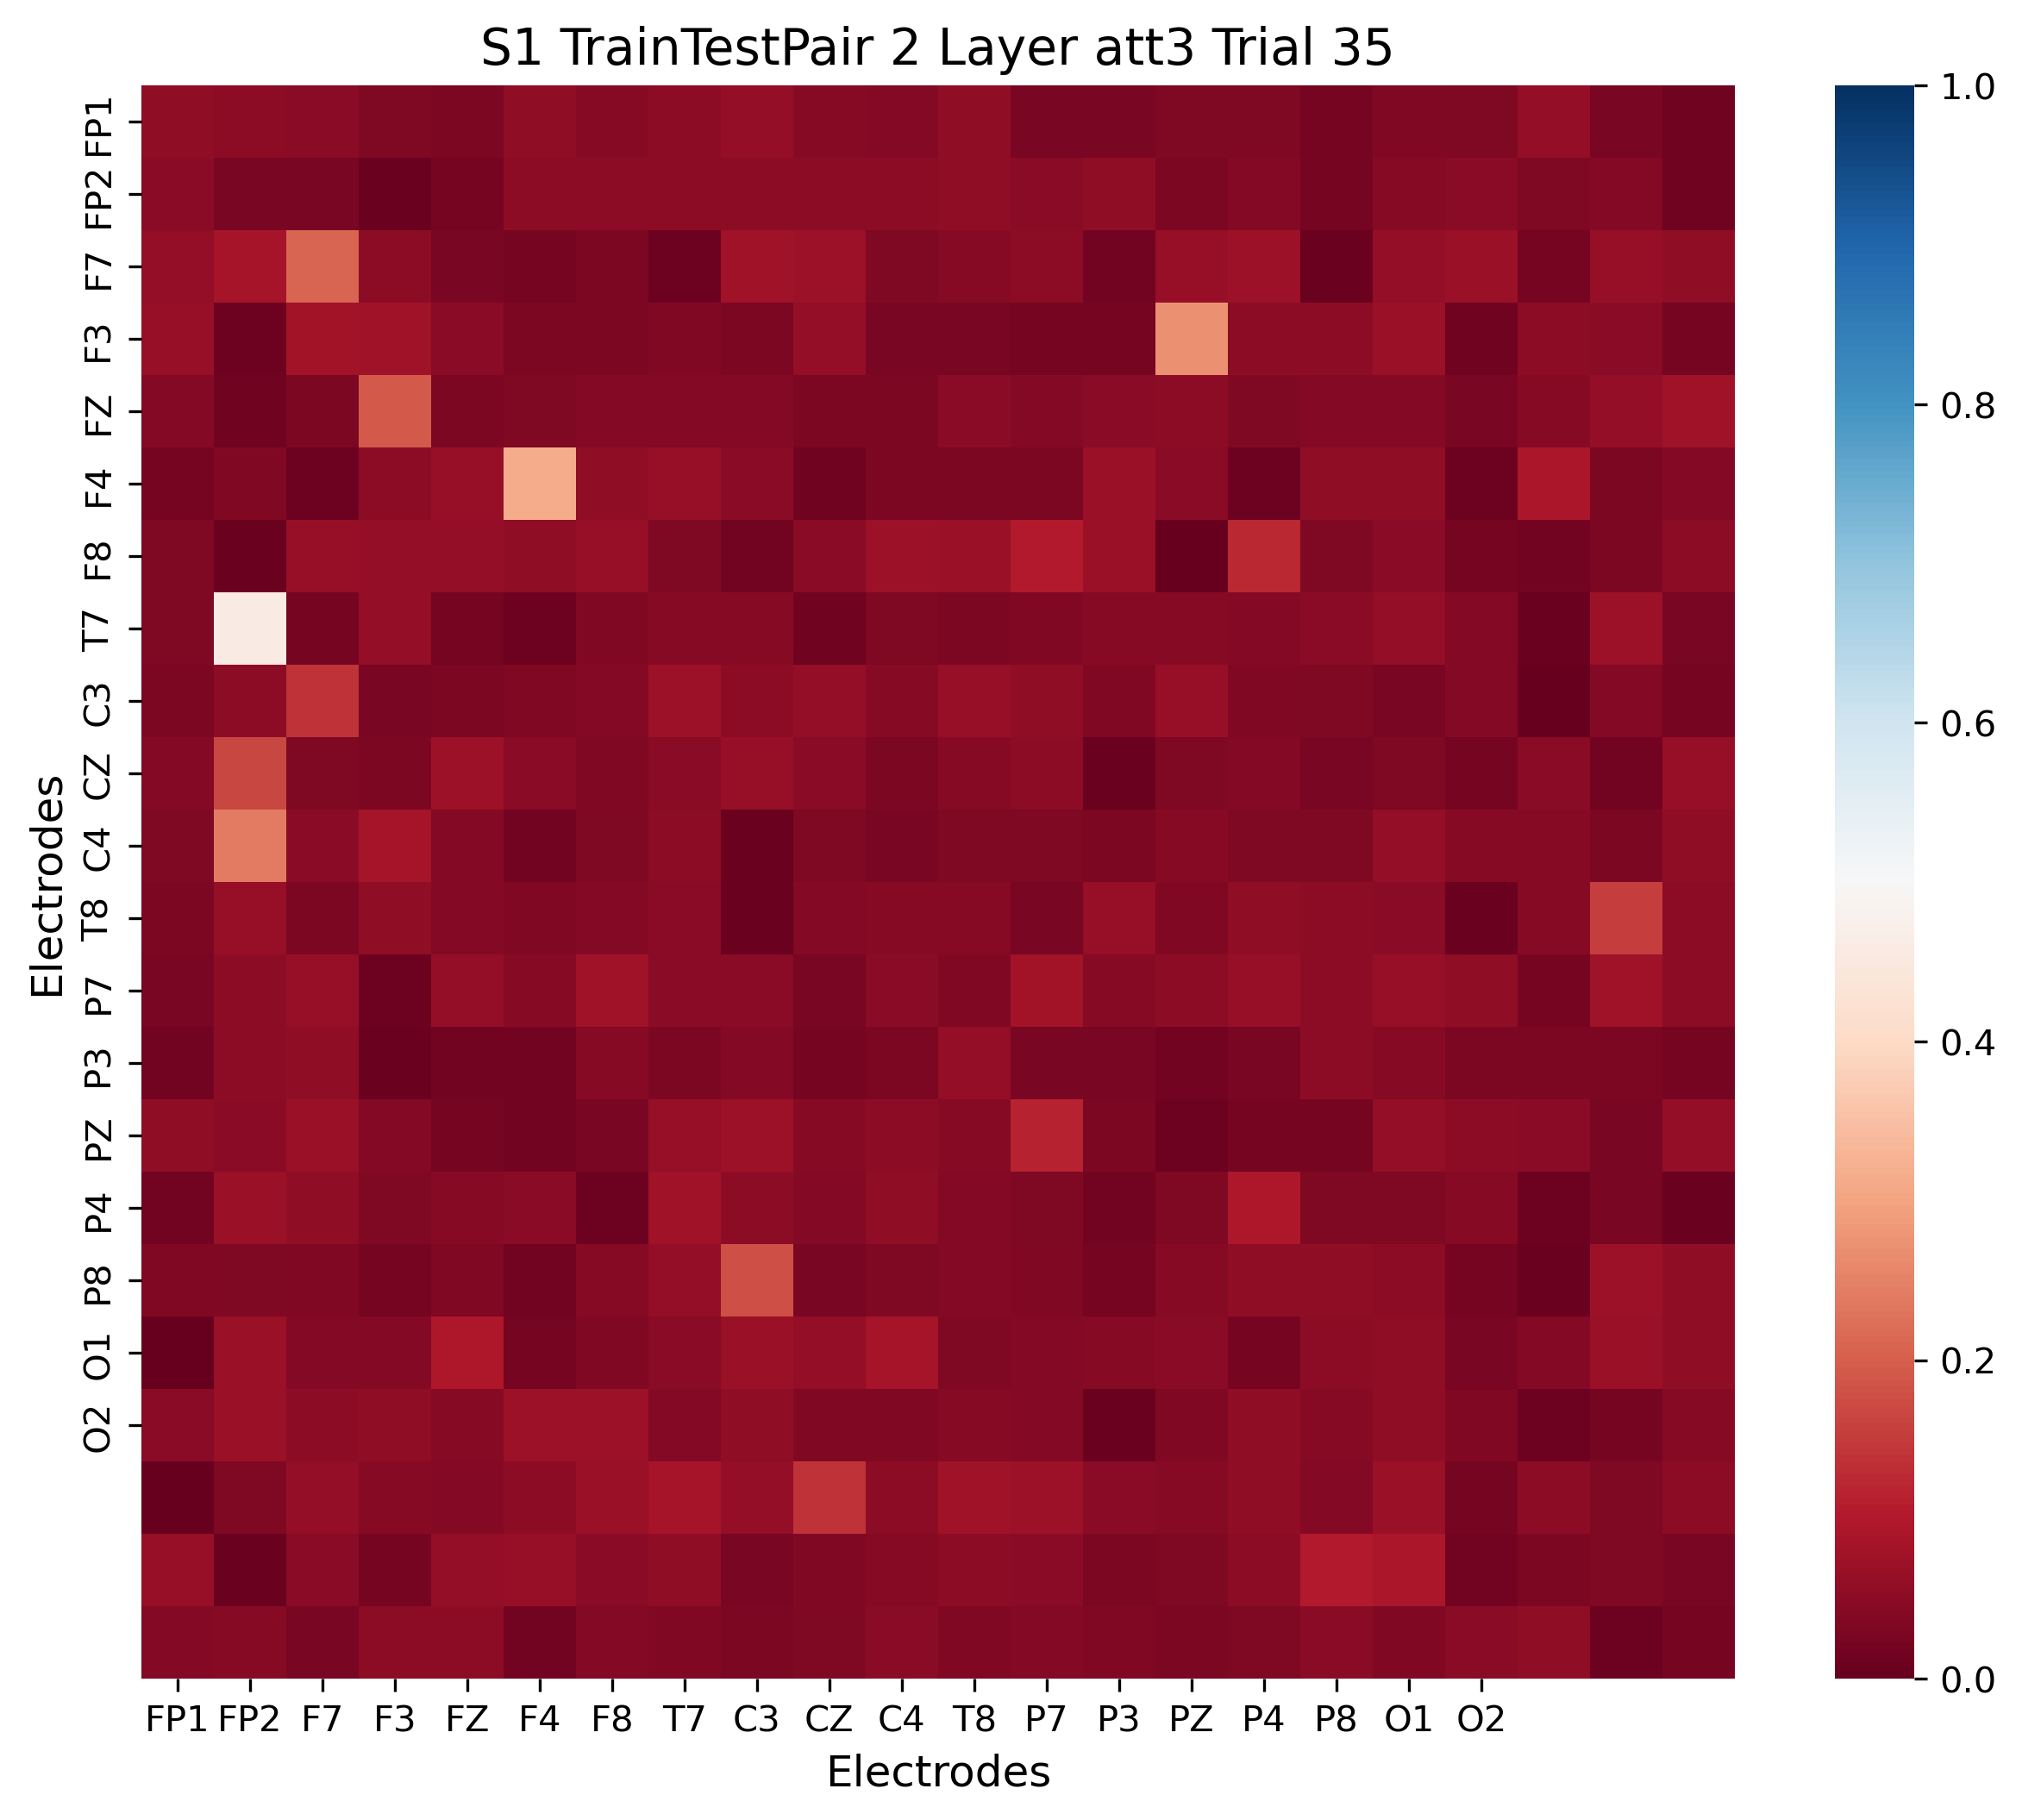 S1 TrainTestPair 2 Layer att3 Trial 35
Electrodes
FP1
FP2
F7
F3
FZ
F4
F8
T7
C3
CZ
C4
T8
P7
P3
PZ
P4
P8
O1
O2
FP1 FP2 F7 F3 FZ F4 F8 T7 C3 CZ C4 T8 P7 P3 PZ P4 P8 O1 O2
Electrodes
1.0
0.8
0.6
0.4
0.2
0.0